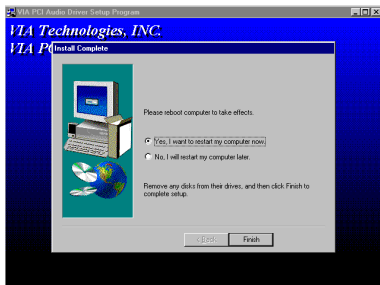 VIA PCI Audio Driver Setup Program
VIA Technologies, INC.
VIA PC
Install Complete
Please reboot computer to take effects.
Yes, I want to restart my computer now.
No, I will restart my computer later.
Remove any disks from their drives, and then click Finish to
complete setup.
< Back
Finish